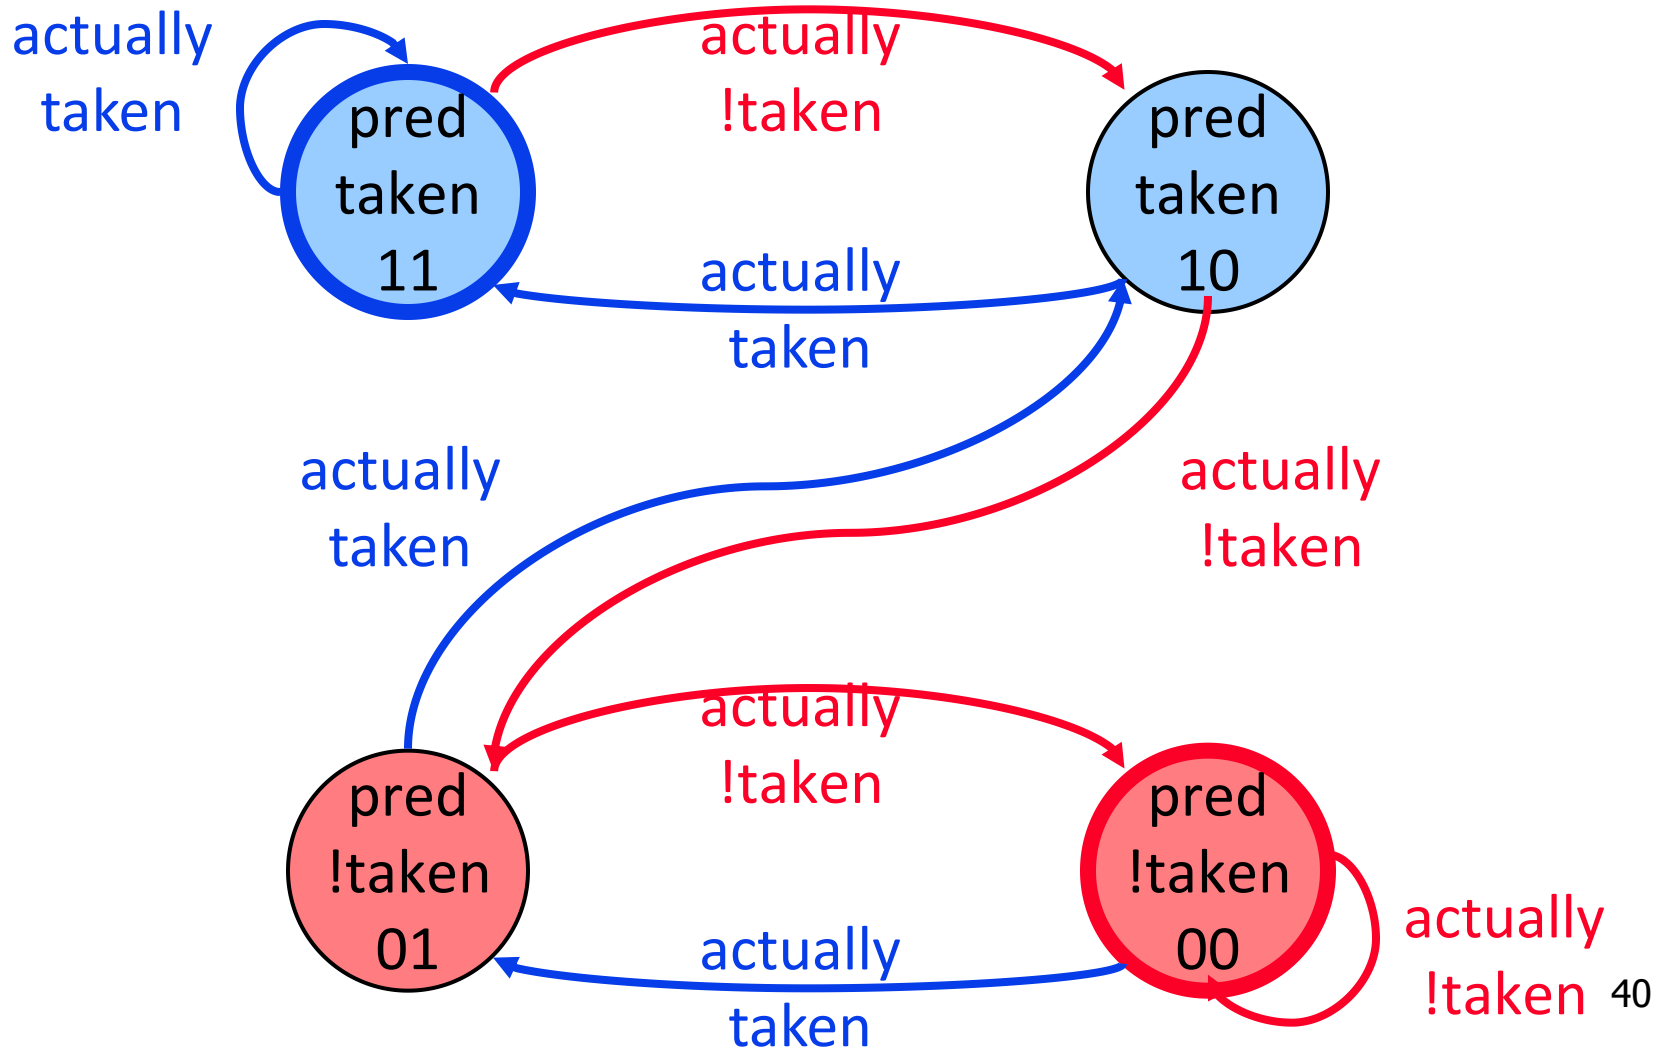 actually
taken
actually
!taken
pred
taken
11
pred
taken
10
actually
taken
actually
taken
actually
!taken
actually
!taken
pred
!taken
01
pred
!taken
00
actually
taken
actually
!taken
40